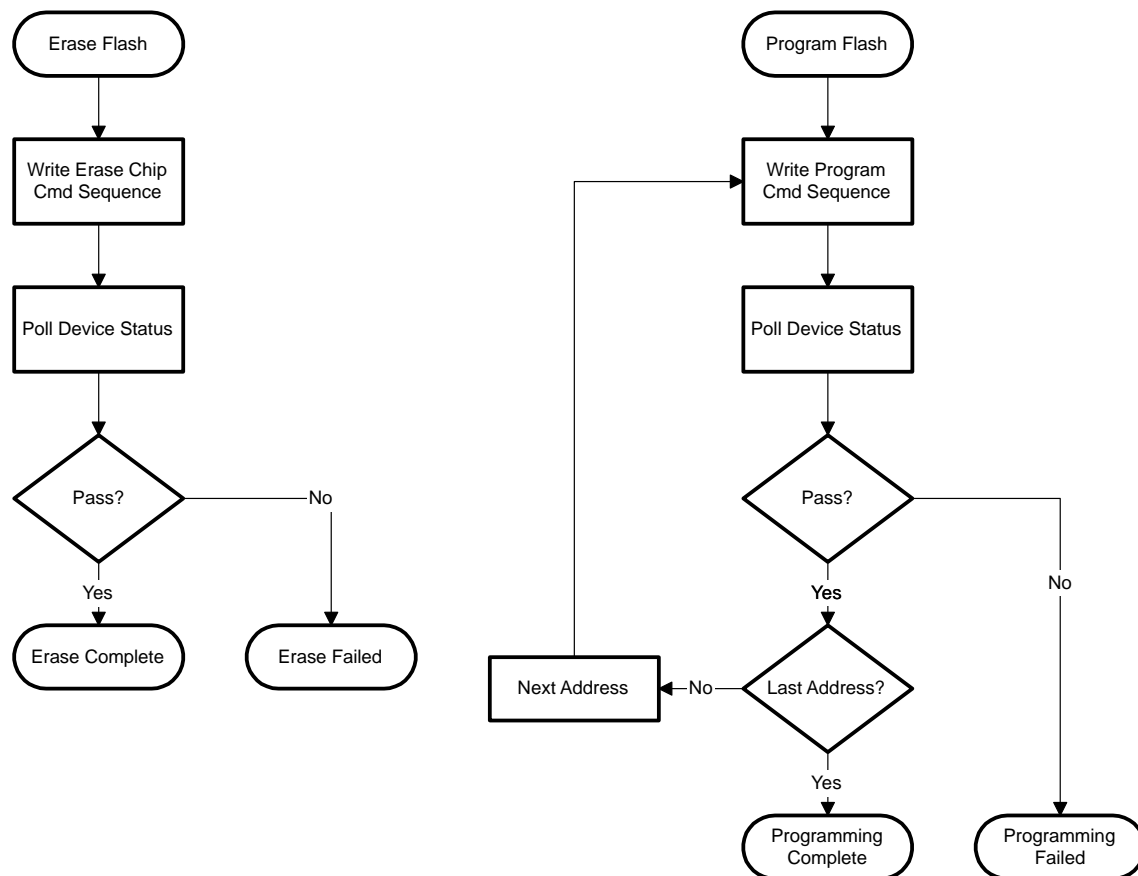 Erase Flash
Write Erase Chip
Cmd Sequence
Poll Device Status
Pass?
No
Yes
Erase Complete
Erase Failed
Program Flash
Write Program
Cmd Sequence
Poll Device Status
Pass?
No
Yes
Last Address?
No
Next Address
Yes
Programming
Complete
Programming
Failed